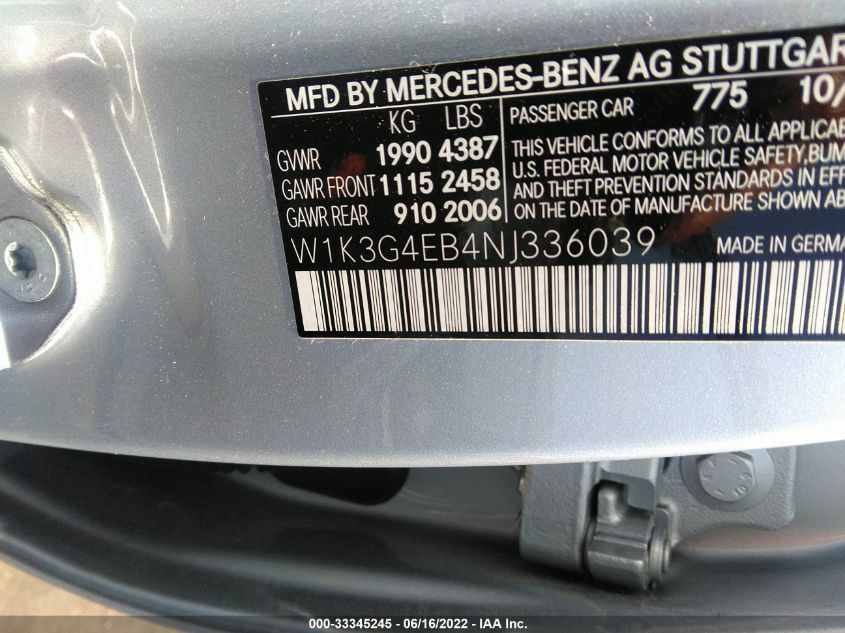 MFD BY MERCEDES-BENZ AG STUTTGAR
KG LBS
GVWR 1990 4387
GAWR FRONT 1115 2458
GAWR REAR 910 2006
PASSENGER CAR 775 10/
THIS VEHICLE CONFORMS TO ALL APPLICABLE
U.S. FEDERAL MOTOR VEHICLE SAFETY, BUM
AND THEFT PREVENTION STANDARDS IN EFF
ON THE DATE OF MANUFACTURE SHOWN AB
W1K3G4EB4NJ336039 MADE IN GERMA
000-33345245 / 06/16/2022 - IAA Inc.